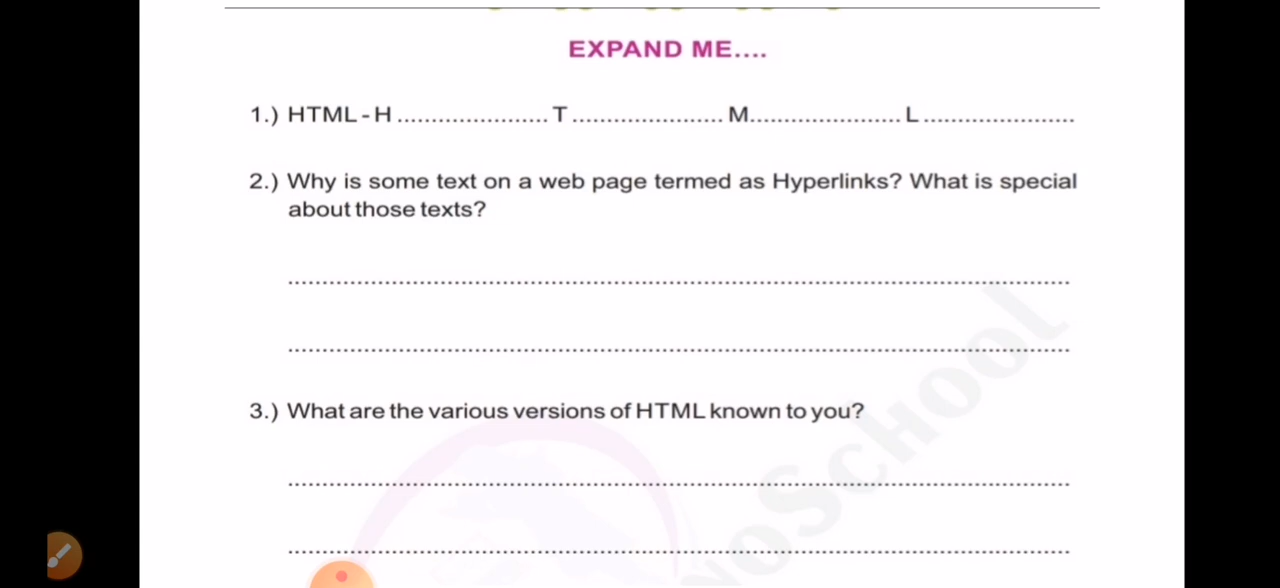 EXPAND ME....
1.) HTML - H...................... T...................... M...................... L......................
2.) Why is some text on a web page termed as Hyperlinks? What is special
about those texts?
3.) What are the various versions of HTML known to you?
School